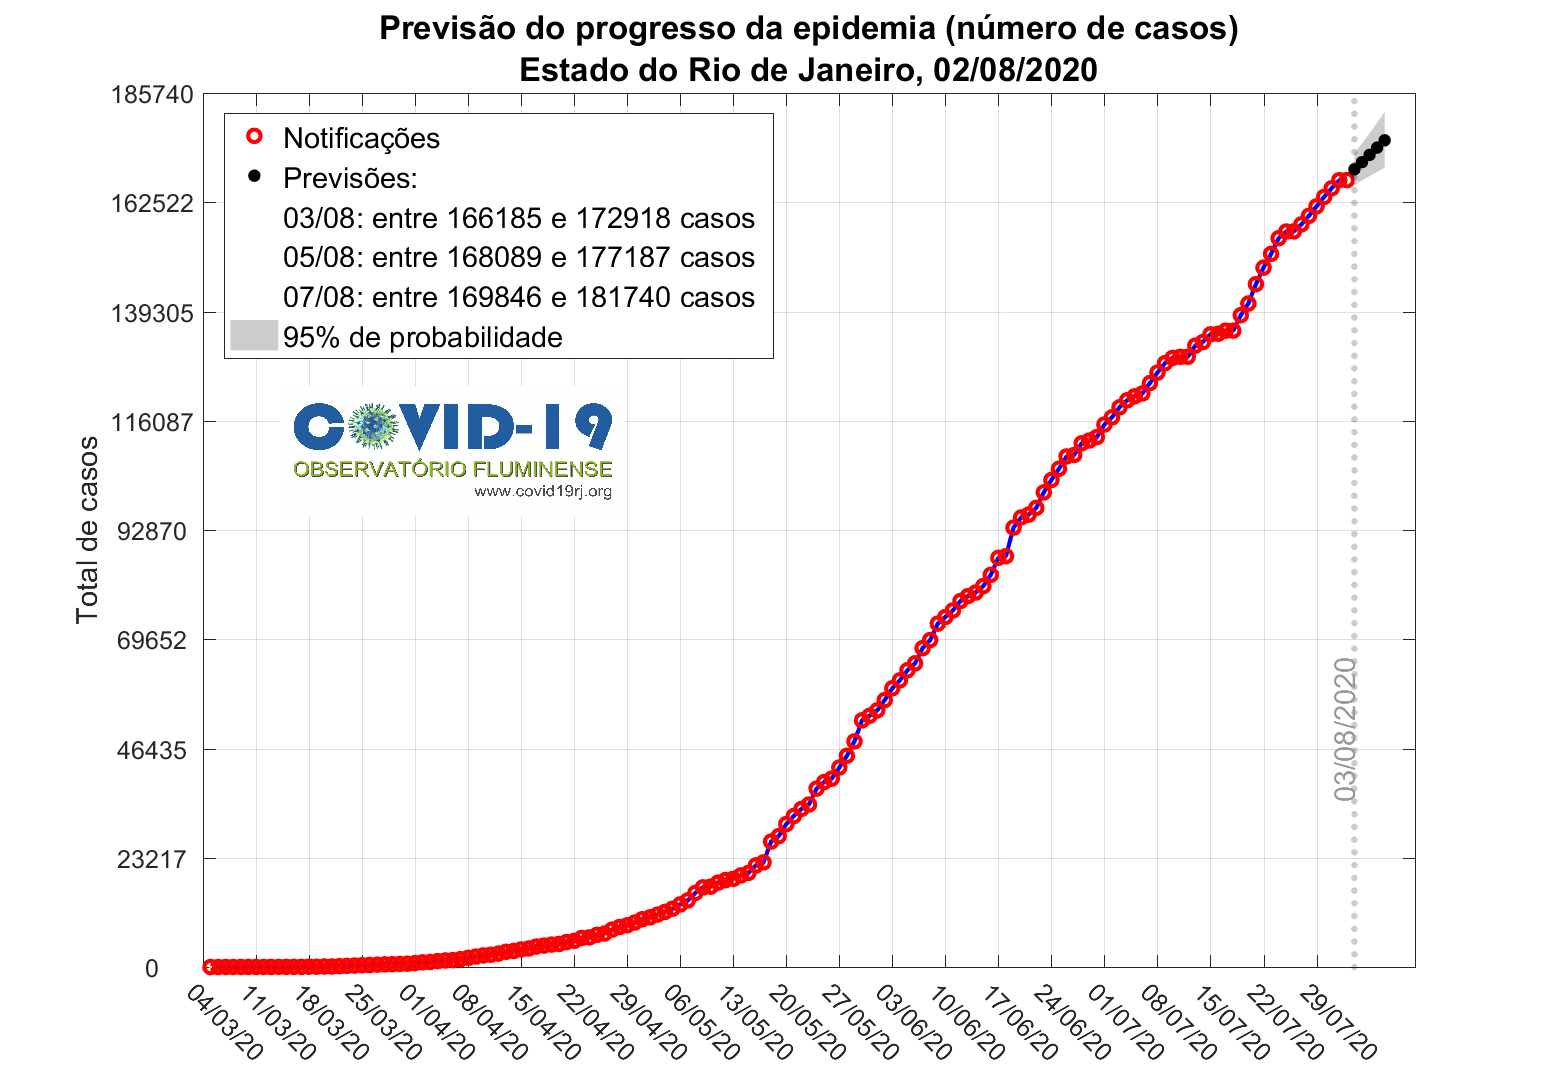 Previsão do progresso da epidemia (número de casos)
Estado do Rio de Janeiro, 02/08/2020
185740
162522
139305
116087
92870
69652
46435
23217
0
Total de casos
Notificações
Previsões:
03/08: entre 166185 e 172918 casos
05/08: entre 168089 e 177187 casos
07/08: entre 169846 e 181740 casos
95% de probabilidade
COVID-19
OBSERVATÓRIO FLUMINENSE
www.covid19rj.org
03/08/2020
04/03/20
11/03/20
18/03/20
25/03/20
01/04/20
08/04/20
15/04/20
22/04/20
29/04/20
06/05/20
13/05/20
20/05/20
27/05/20
03/06/20
10/06/20
17/06/20
24/06/20
01/07/20
08/07/20
15/07/20
22/07/20
29/07/20